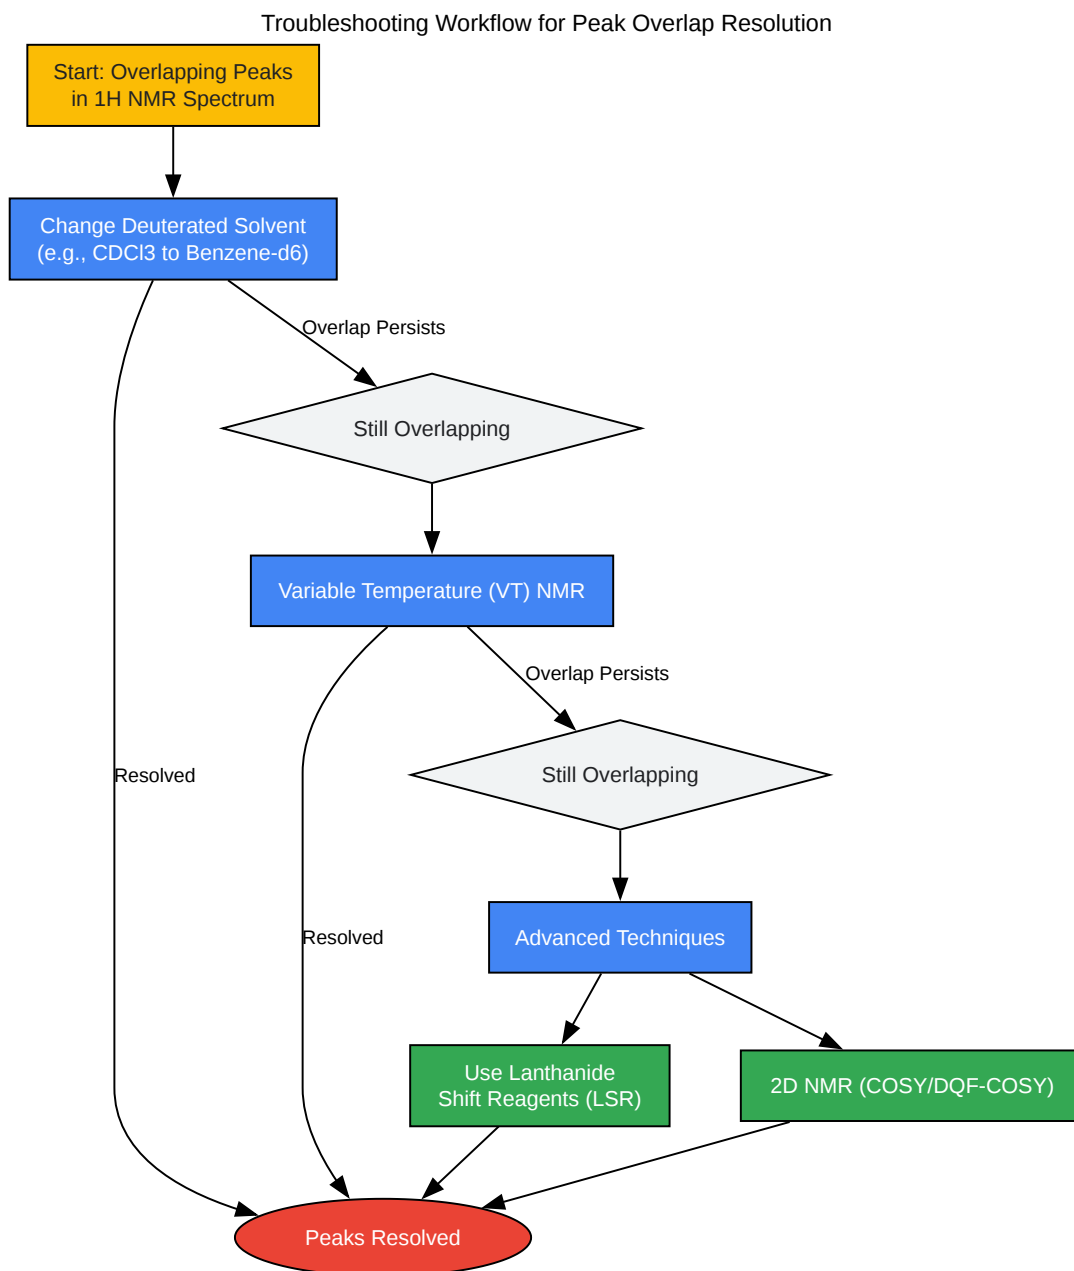 Troubleshooting Workflow for Peak Overlap Resolution
Start: Overlapping Peaks
in 1H NMR Spectrum
Change Deuterated Solvent
(e.g., CDCl3 to Benzene-d6)
Overlap Persists
Still Overlapping
Variable Temperature (VT) NMR
Overlap Persists
Resolved
Still Overlapping
Resolved
Advanced Techniques
Use Lanthanide
Shift Reagents (LSR)
2D NMR (COSY/DQF-COSY)
Peaks Resolved